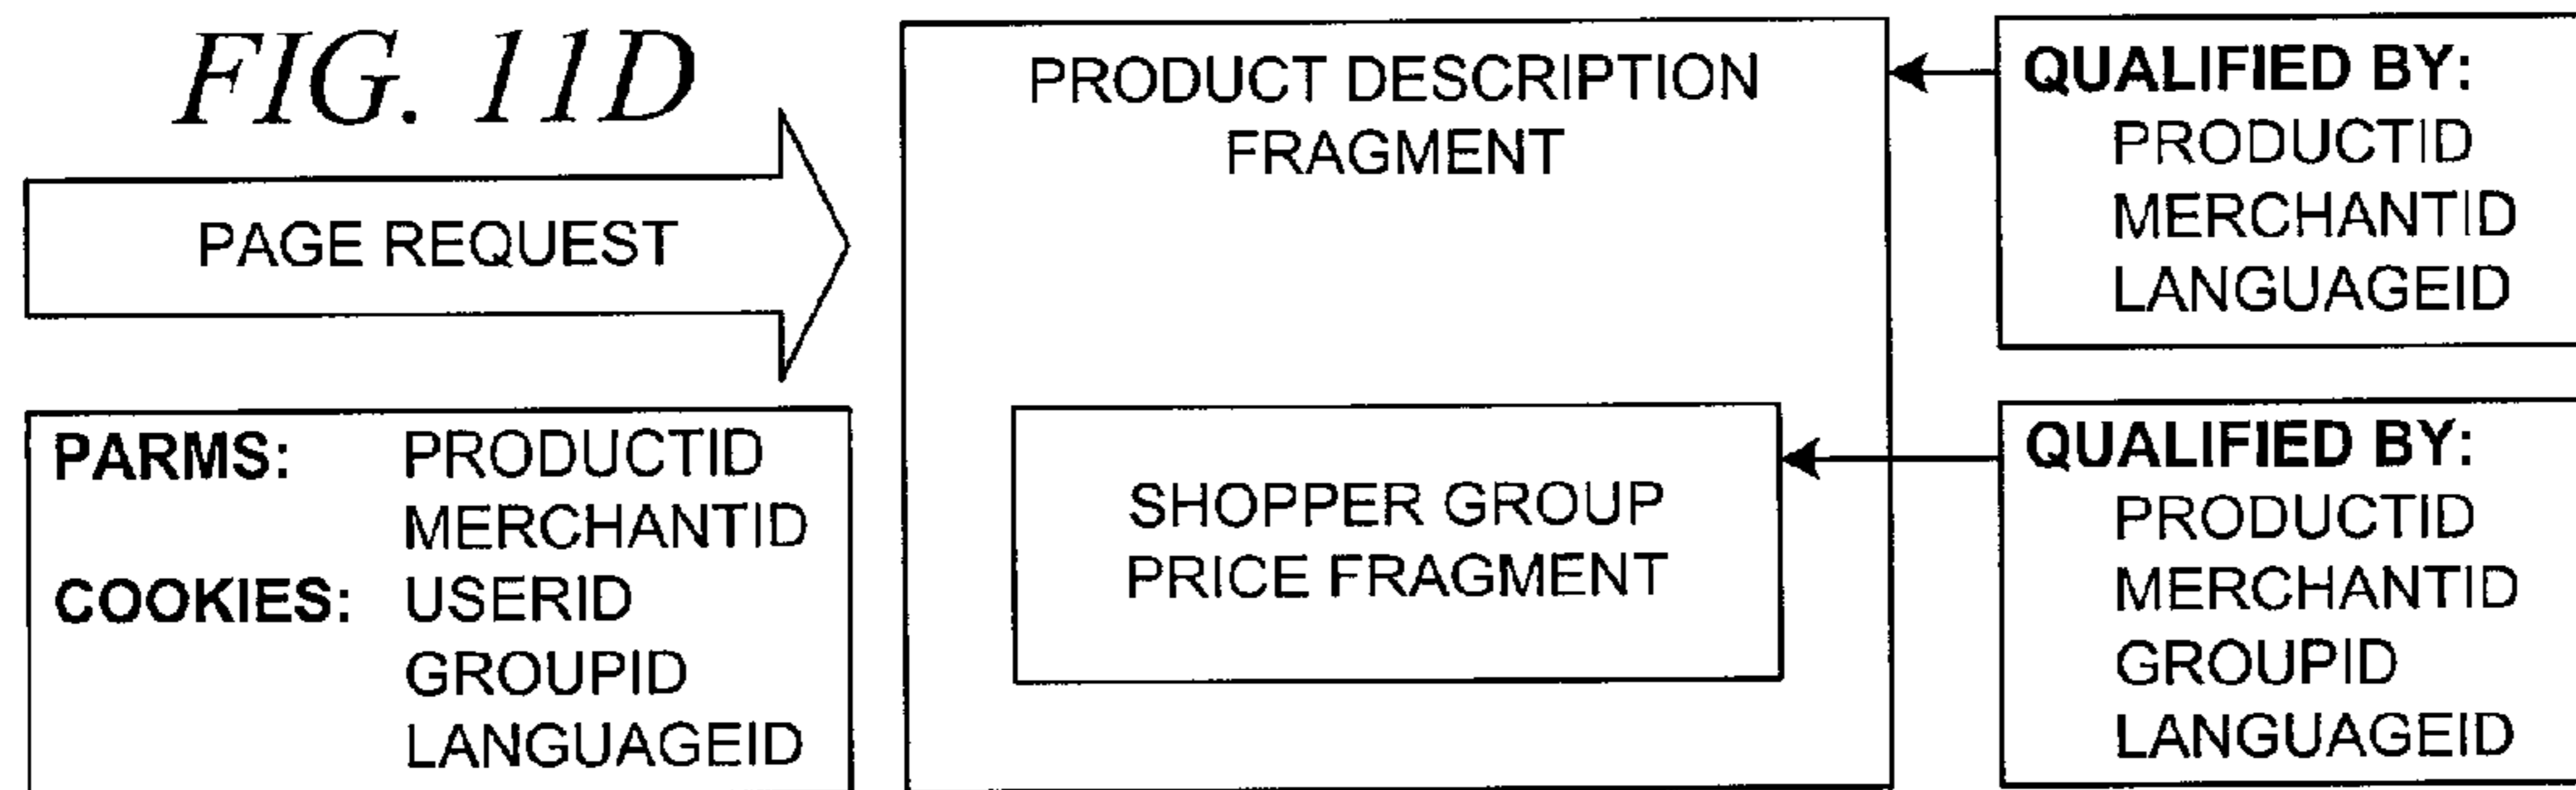 FIG. 11D
PAGE REQUEST
PARMS: PRODUCTID
MERCHANTID
COOKIES: USERID
GROUPID
LANGUAGEID
PRODUCT DESCRIPTION
FRAGMENT
SHOPPER GROUP
PRICE FRAGMENT
QUALIFIED BY:
PRODUCTID
MERCHANTID
LANGUAGEID
QUALIFIED BY:
PRODUCTID
MERCHANTID
GROUPID
LANGUAGEID